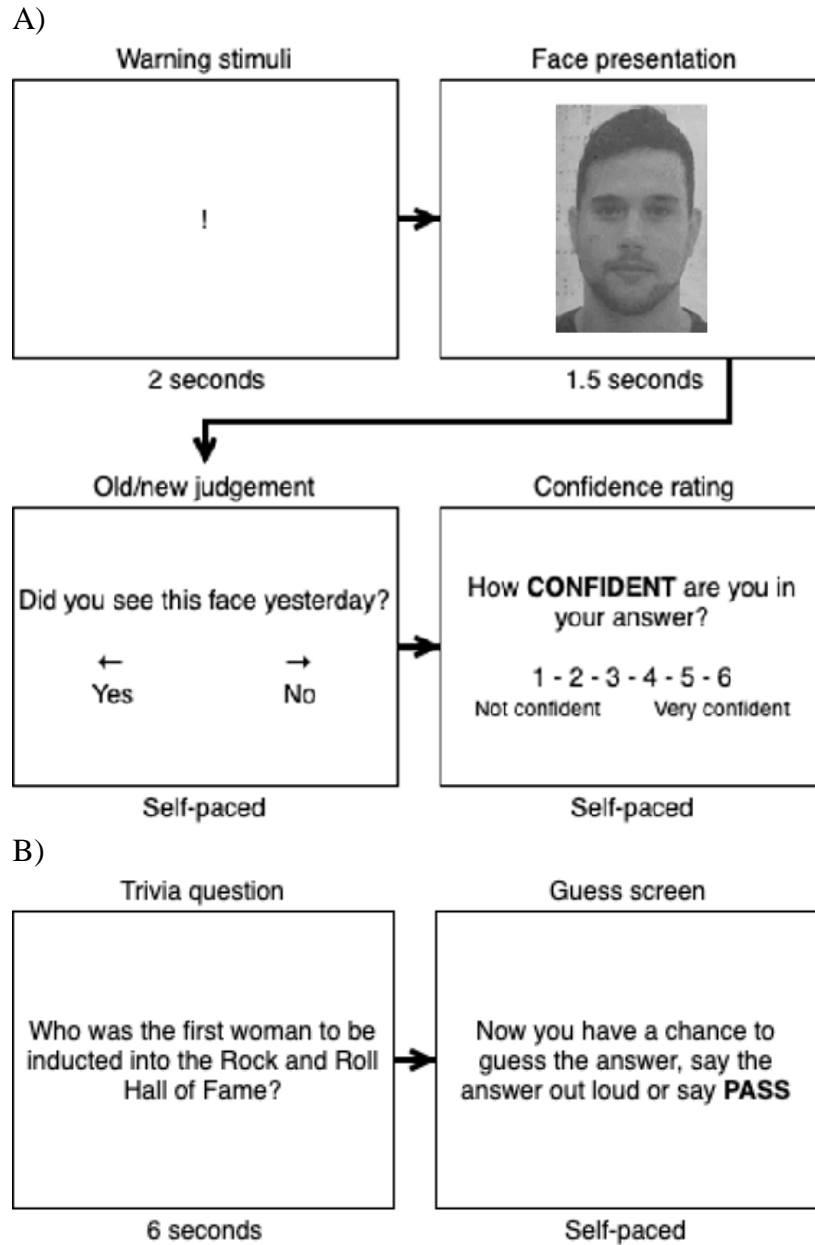 A)
Warning stimuli
Face presentation
!
2 seconds
1.5 seconds
Old/new judgement
Confidence rating
Did you see this face yesterday?
← →
Yes No
How CONFIDENT are you in
your answer?
1 - 2 - 3 - 4 - 5 - 6
Not confident Very confident
Self-paced
Self-paced
B)
Trivia question
Guess screen
Who was the first woman to be
inducted into the Rock and Roll
Hall of Fame?
Now you have a chance to
guess the answer, say the
answer out loud or say PASS
6 seconds
Self-paced